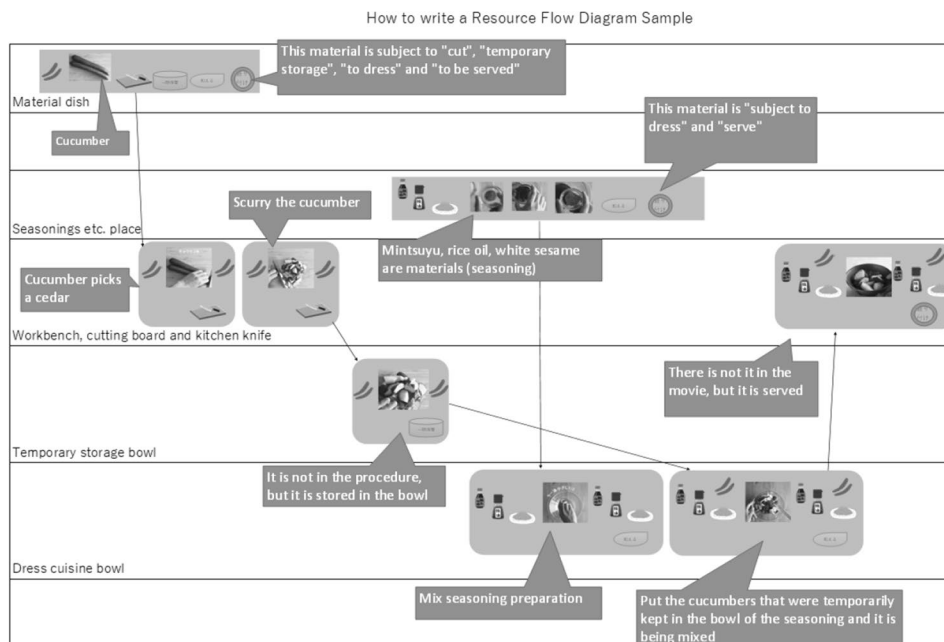 How to write a Resource Flow Diagram Sample
This material is subject to "cut", "temporary
storage", "to dress" and "to be served"
Material dish
Cucumber
This material is "subject to
dress" and "serve"
Scurry the cucumber
Seasonings etc. place
Mintsuyu, rice oil, white sesame
are materials (seasoning)
Cucumber picks
a cedar
Workbench, cutting board and kitchen knife
There is not it in the
movie, but it is served
Temporary storage bowl
It is not in the procedure,
but it is stored in the bowl
Dress cuisine bowl
Mix seasoning preparation
Put the cucumbers that were temporarily
kept in the bowl of the seasoning and it is
being mixed